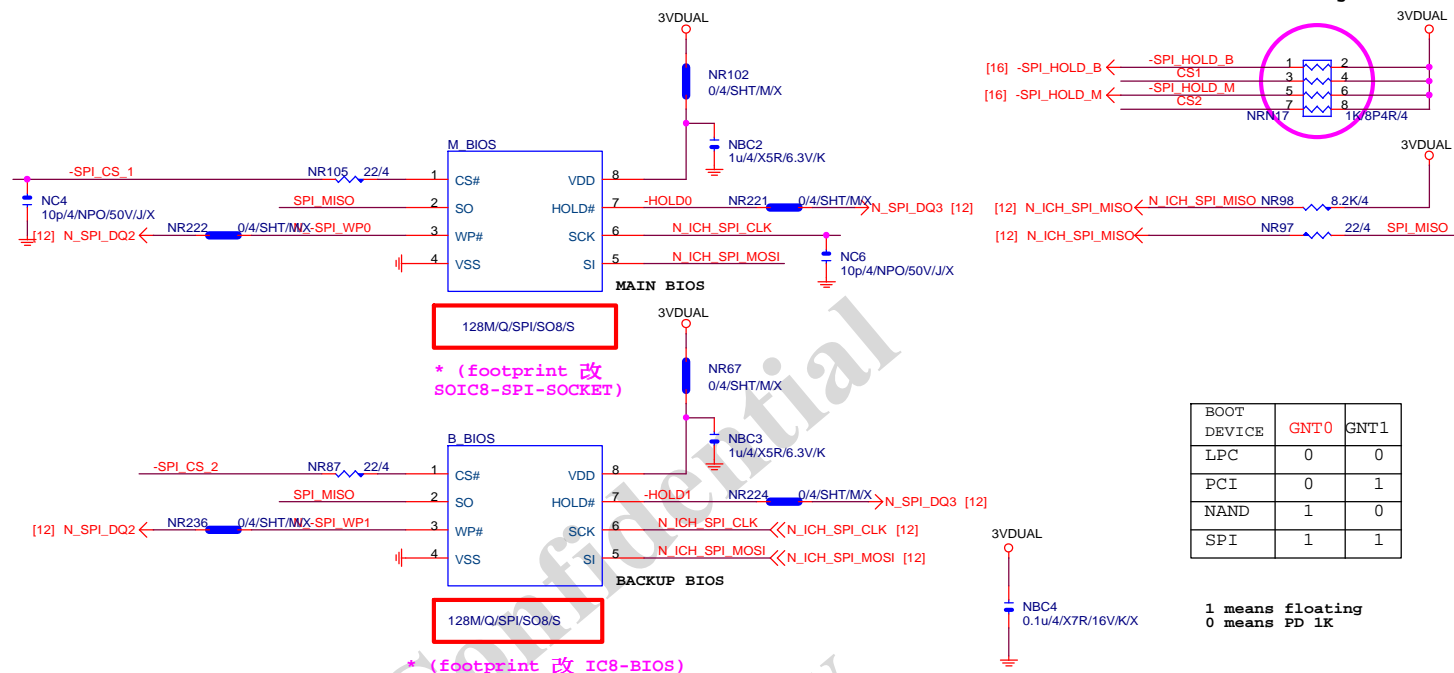 3VDUAL
NR102
0/4/SHT/M/X
NBC2
1u/4/X5R/6.3V/K
M_BIOS
-SPI_CS_1
NR105 22/4
1 CS# VDD 8
NC4
10p/4/NPO/50V/J/X
SPI_MISO
2 SO HOLD# 7
-HOLD0 NR221 0/4/SHT/M/X N_SPI_DQ3 [12]
[12] N_SPI_DQ2 NR222 0/4/SHT/M/X -SPI_WP0
3 WP# SCK 6
N_ICH_SPI_CLK
4 VSS SI 5
N_ICH_SPI_MOSI
NC6
10p/4/NPO/50V/J/X
MAIN BIOS
128M/Q/SPI/SO8/S
* (footprint 改
SOIC8-SPI-SOCKET)
3VDUAL
[16] -SPI_HOLD_B -SPI_HOLD_B 1 2
CS1 3 4
[16] -SPI_HOLD_M -SPI_HOLD_M 5 6
CS2 7 8
NRN17 1K/8P4R/4
3VDUAL
[12] N_ICH_SPI_MISO N_ICH_SPI_MISO NR98 8.2K/4
[12] N_ICH_SPI_MISO NR97 22/4 SPI_MISO
3VDUAL
NR67
0/4/SHT/M/X
NBC3
1u/4/X5R/6.3V/K
B_BIOS
-SPI_CS_2 NR87 22/4
1 CS# VDD 8
SPI_MISO
2 SO HOLD# 7
-HOLD1 NR224 0/4/SHT/M/X N_SPI_DQ3 [12]
[12] N_SPI_DQ2 NR236 0/4/SHT/M/X -SPI_WP1
3 WP# SCK 6
N_ICH_SPI_CLK N_ICH_SPI_CLK [12]
4 VSS SI 5
N_ICH_SPI_MOSI N_ICH_SPI_MOSI [12]
BACKUP BIOS
128M/Q/SPI/SO8/S
* (footprint 改 IC8-BIOS)
3VDUAL
NBC4
0.1u/4/X7R/16V/K/X
BOOT
DEVICE GNT0 GNT1
LPC 0 0
PCI 0 1
NAND 1 0
SPI 1 1
1 means floating
0 means PD 1K
Confidential